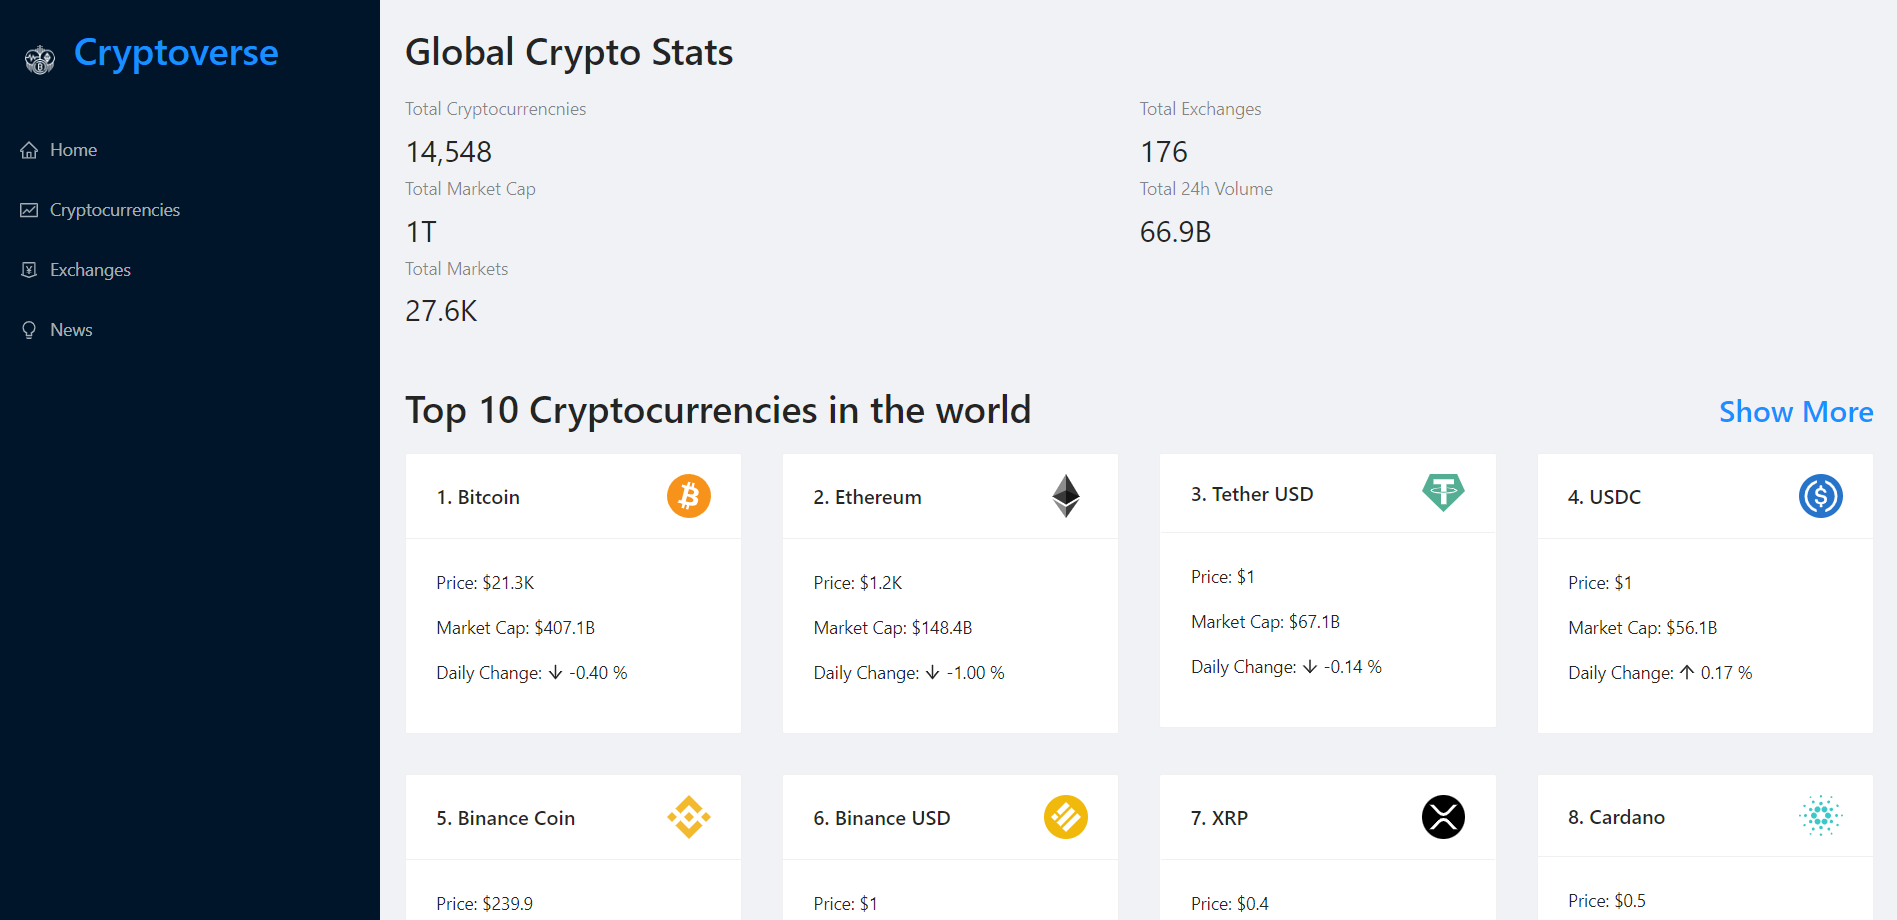 Cryptoverse
Home
Cryptocurrencies
Exchanges
News
Global Crypto Stats
Total Cryptocurrencnies
14,548
Total Exchanges
176
Total Market Cap
1T
Total 24h Volume
66.9B
Total Markets
27.6K
Top 10 Cryptocurrencies in the world
Show More
1. Bitcoin
Price: $21.3K
Market Cap: $407.1B
Daily Change: ↓ -0.40 %
2. Ethereum
Price: $1.2K
Market Cap: $148.4B
Daily Change: ↓ -1.00 %
3. Tether USD
Price: $1
Market Cap: $67.1B
Daily Change: ↓ -0.14 %
4. USDC
Price: $1
Market Cap: $56.1B
Daily Change: ↑ 0.17 %
5. Binance Coin
Price: $239.9
6. Binance USD
Price: $1
7. XRP
Price: $0.4
8. Cardano
Price: $0.5